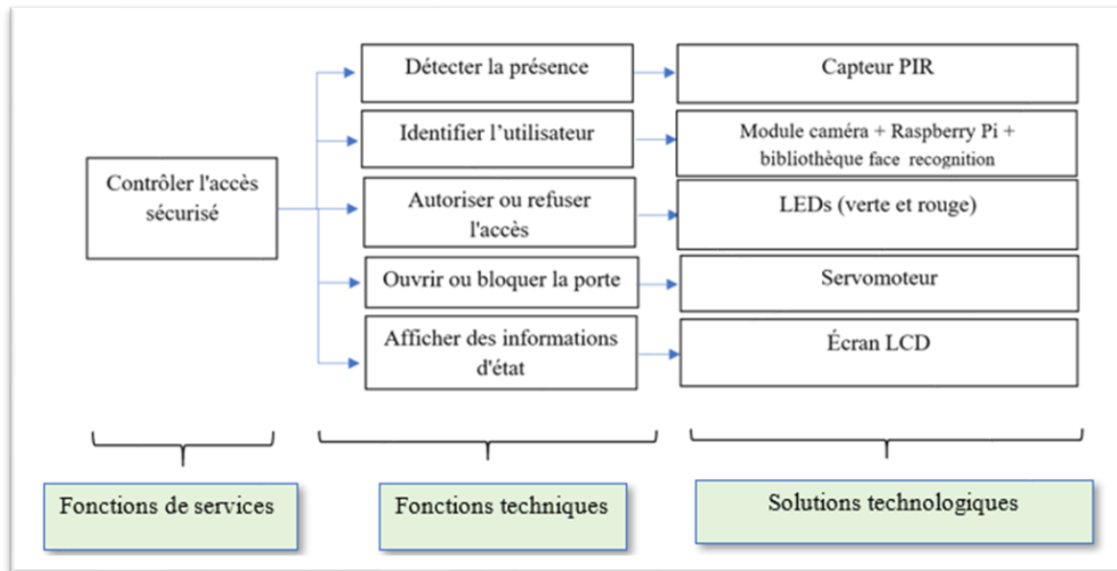 Détecter la présence
Capteur PIR
Identifier l’utilisateur
Module caméra + Raspberry Pi +
bibliothèque face recognition
Contrôler l'accès
sécurisé
Autoriser ou refuser
l'accès
LEDs (verte et rouge)
Ouvrir ou bloquer la porte
Servomoteur
Afficher des informations
d'état
Écran LCD
Fonctions de services
Fonctions techniques
Solutions technologiques